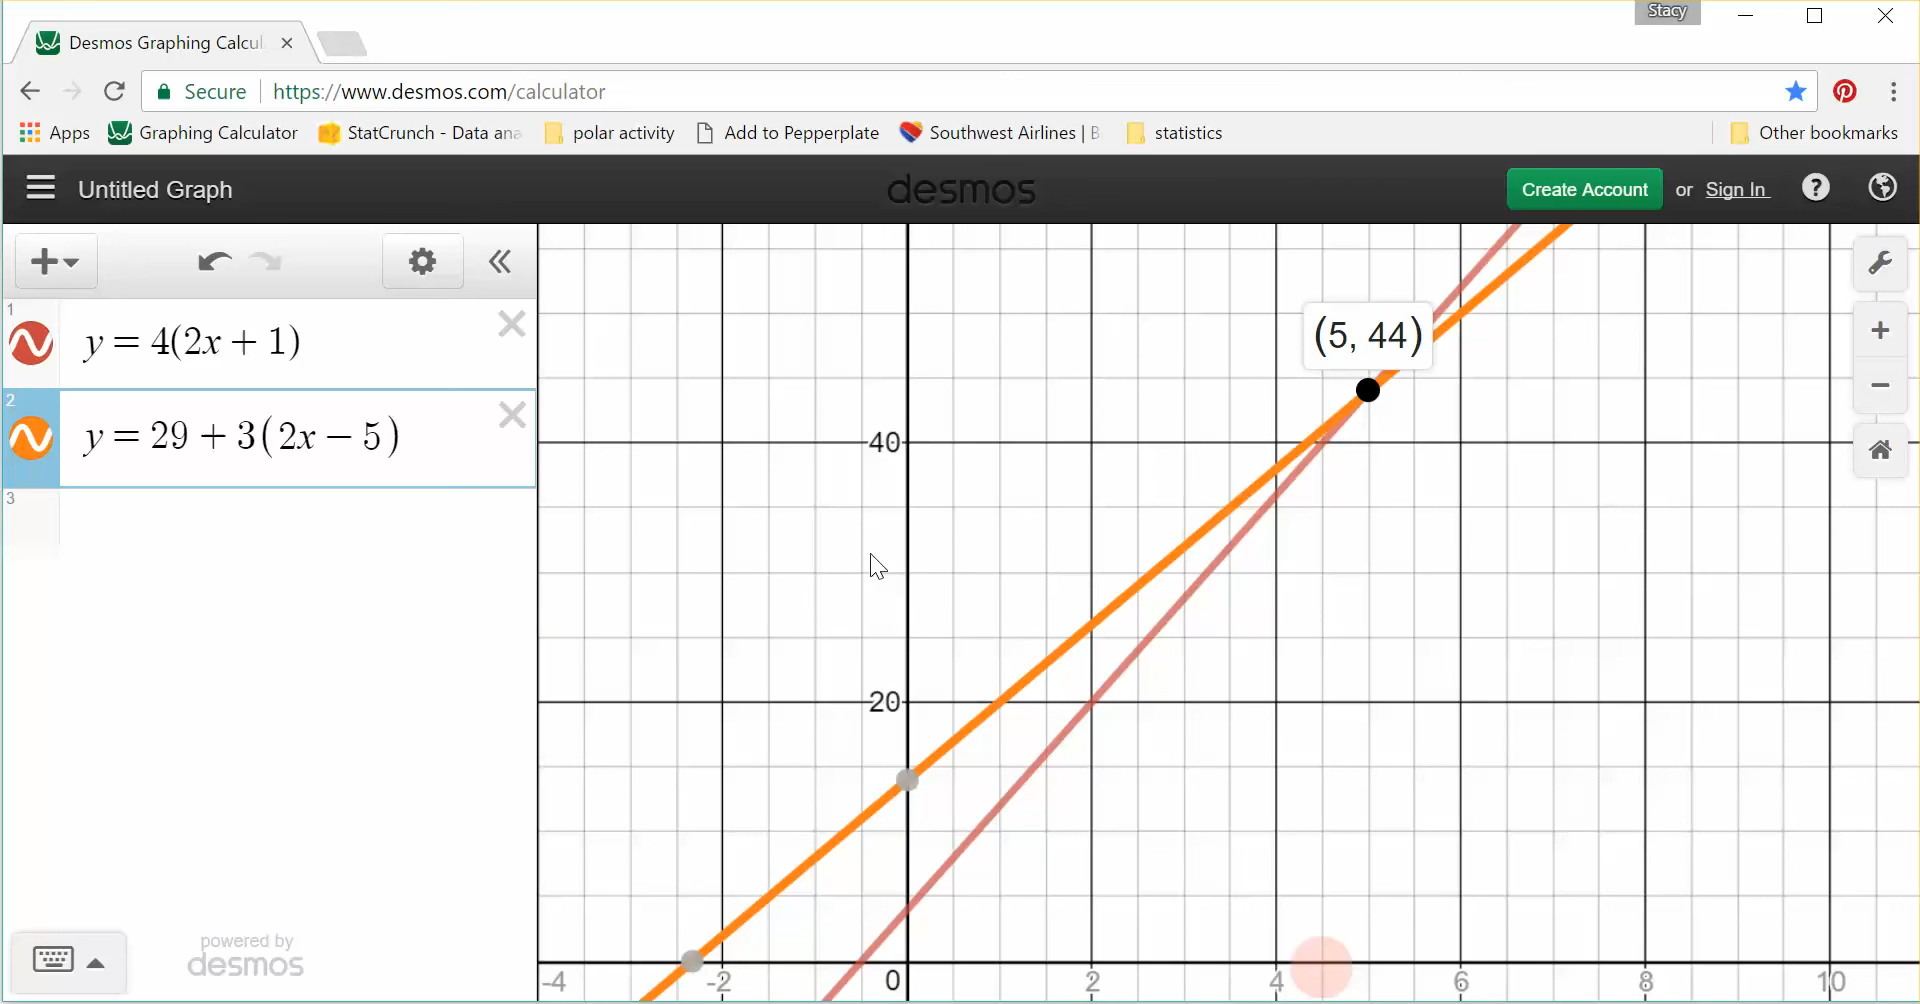 Stacy
Desmos Graphing Calcul
Secure https://www.desmos.com/calculator
Apps Graphing Calculator StatCrunch - Data ana polar activity Add to Pepperplate Southwest Airlines | B statistics Other bookmarks
Untitled Graph desmos Create Account or Sign In ?
1
y = 4(2x + 1)
2
y = 29 + 3(2x − 5)
3
powered by
desmos
(5, 44)
40
20
-4 -2 0 2 4 6 8 10